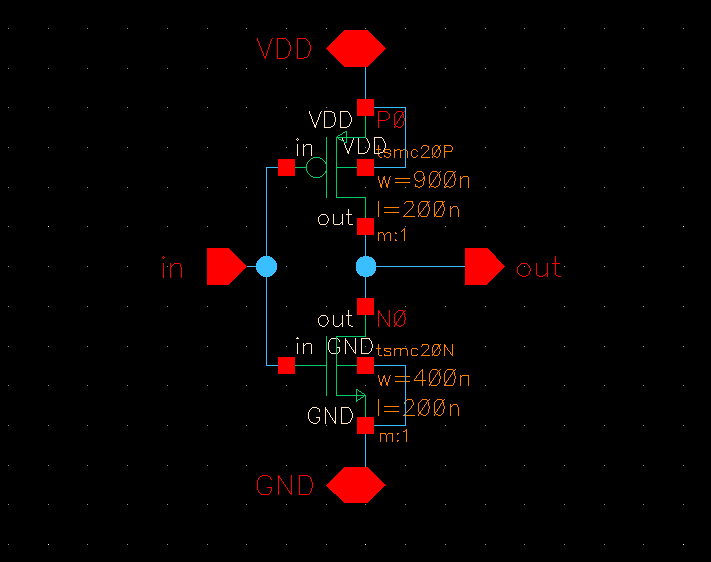 VDD
VDD
P0
in
VDD
tsmc20P
w=900n
l=200n
out
m:1
in
out
out
N0
in
GND
tsmc20N
w=400n
GND
l=200n
m:1
GND